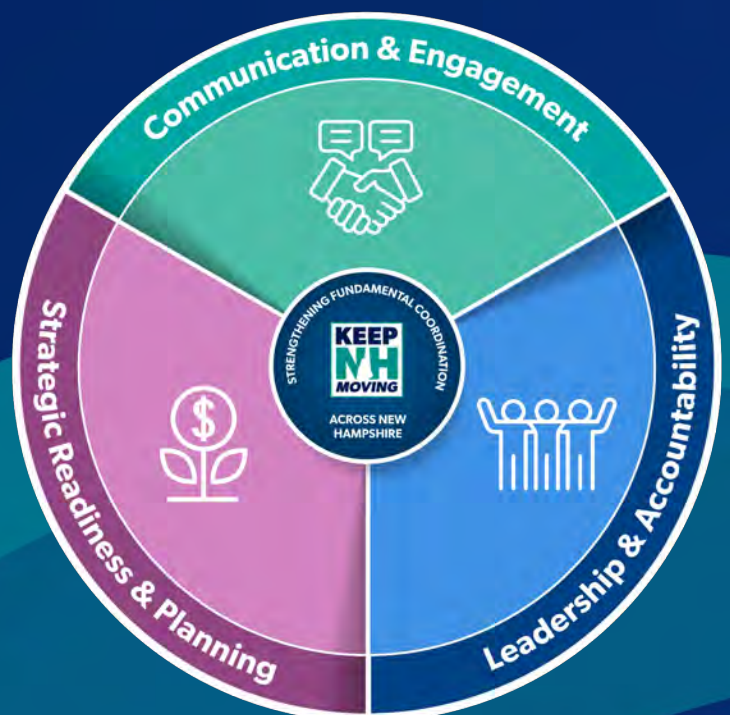 Communication & Engagement
Strategic Readiness & Planning
Leadership & Accountability
STRENGTHENING FUNDAMENTAL COORDINATION
KEEP
NH
MOVING
ACROSS NEW
HAMPSHIRE
$